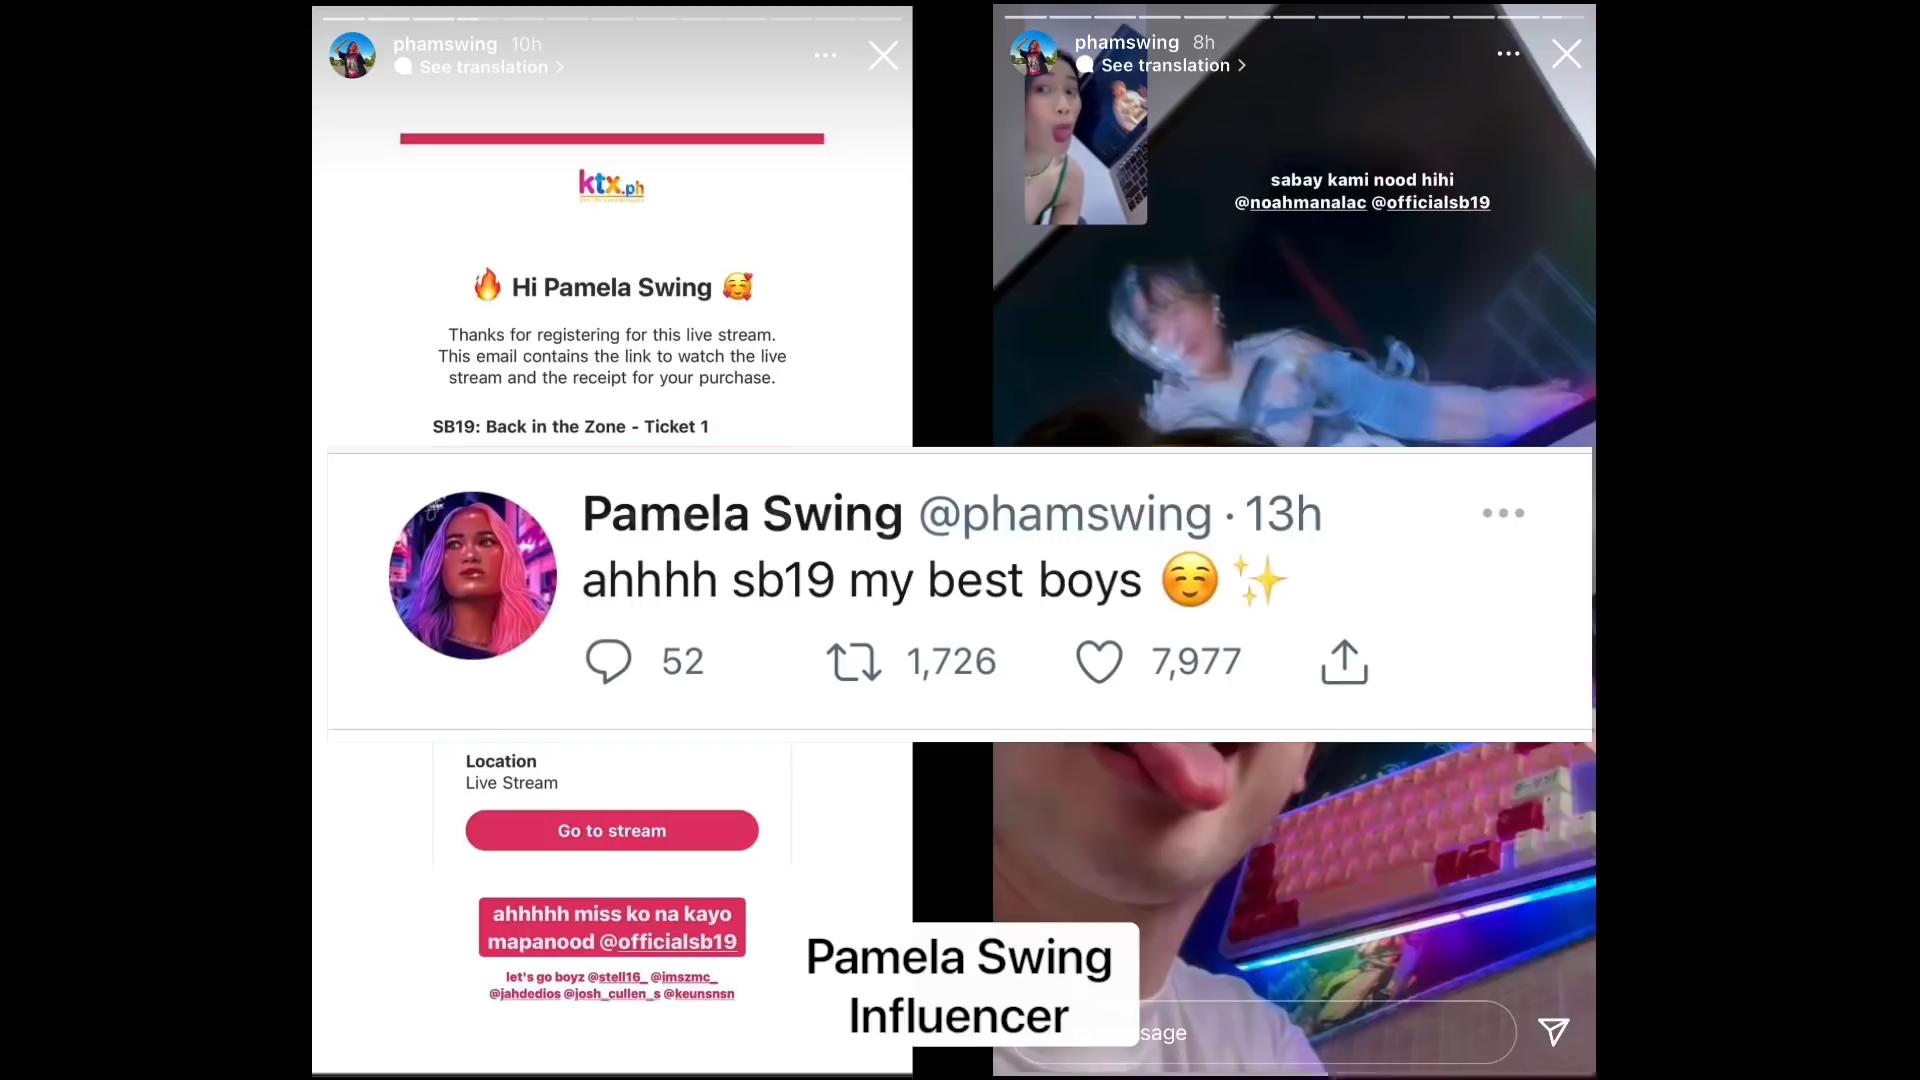 phamswing 10h
See translation >
ktx.ph
Hi Pamela Swing
Thanks for registering for this live stream.
This email contains the link to watch the live
stream and the receipt for your purchase.
SB19: Back in the Zone - Ticket 1
phamswing 8h
See translation >
sabay kami nood hihi
@noahmanalac @officialsb19
Pamela Swing @phamswing · 13h
ahhhh sb19 my best boys
52
1,726
7,977
Location
Live Stream
Go to stream
ahhhhh miss ko na kayo
mapanood @officialsb19
let's go boyz @stell16_ @imszmc_
@jahdedios @josh_cullen_s @keunsnsn
Pamela Swing
Influencer
sage